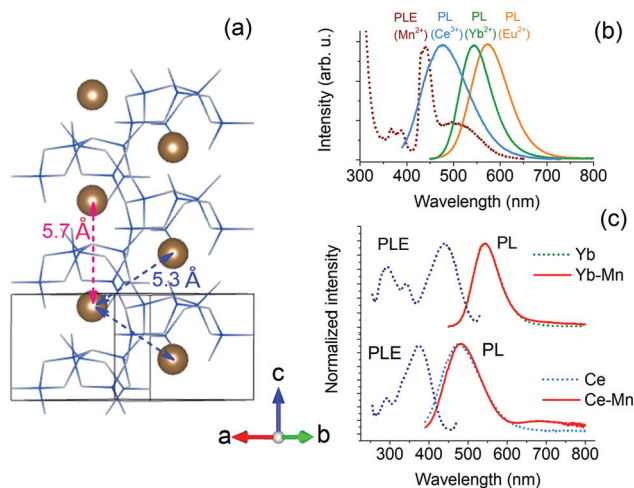 (a)
5.7 Å
5.3 Å
c
a
b
PLE
(Mn²⁺)
PL
(Ce³⁺)
PL
(Yb²⁺)
PL
(Eu²⁺)
(b)
Intensity (arb. u.)
300 400 500 600 700 800
Wavelength (nm)
(c)
PLE
PL
Yb
Yb-Mn
PLE
PL
Ce
Ce-Mn
Normalized intensity
300 400 500 600 700 800
Wavelength (nm)